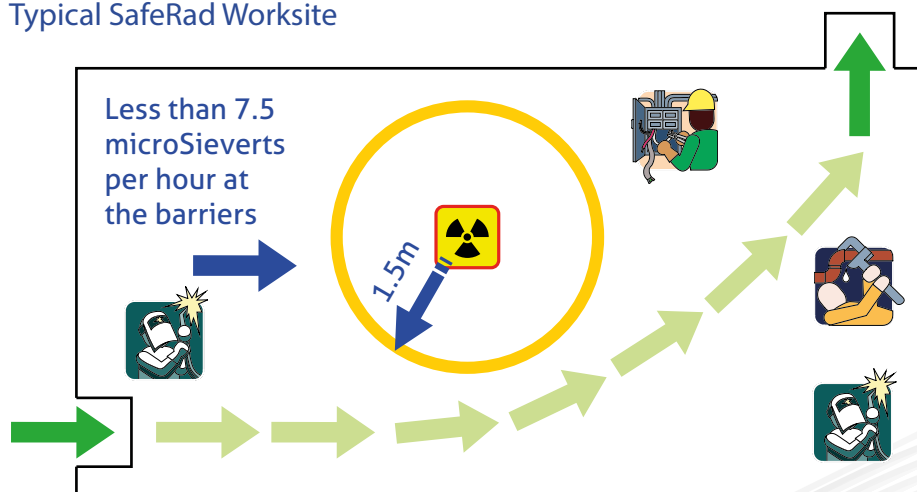 Typical SafeRad Worksite
Less than 7.5
microSieverts
per hour at
the barriers
1.5m